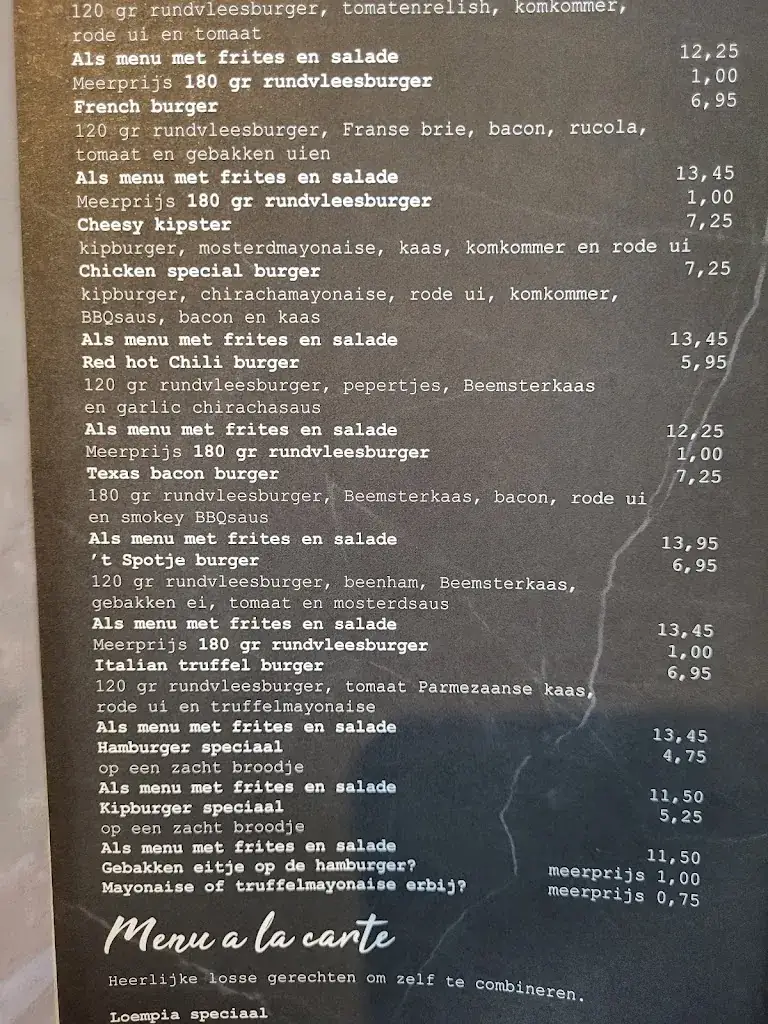 120 gr rundvleesburger, tomatenrelish, komkommer,
rode ui en tomaat
Als menu met frites en salade 12,25
Meerprijs 180 gr rundvleesburger 1,00
French burger 6,95
120 gr rundvleesburger, Franse brie, bacon, rucola,
tomaat en gebakken uien
Als menu met frites en salade 13,45
Meerprijs 180 gr rundvleesburger 1,00
Cheesy kipster 7,25
kipburger, mosterdmayonaise, kaas, komkommer en rode ui
Chicken special burger 7,25
kipburger, chirachamayonaise, rode ui, komkommer,
BBQsaus, bacon en kaas
Als menu met frites en salade 13,45
Red hot Chili burger 5,95
120 gr rundvleesburger, pepertjes, Beemsterkaas
en garlic chirachasaus
Als menu met frites en salade 12,25
Meerprijs 180 gr rundvleesburger 1,00
Texas bacon burger 7,25
180 gr rundvleesburger, Beemsterkaas, bacon, rode ui
en smokey BBQsaus
Als menu met frites en salade 13,95
't Spotje burger 6,95
120 gr rundvleesburger, beenham, Beemsterkaas,
gebakken ei, tomaat en mosterdsaus
Als menu met frites en salade 13,45
Meerprijs 180 gr rundvleesburger 1,00
Italian truffel burger 6,95
120 gr rundvleesburger, tomaat Parmezaanse kaas,
rode ui en truffelmayonaise
Als menu met frites en salade 13,45
Hamburger speciaal 4,75
op een zacht broodje
Als menu met frites en salade 11,50
Kipburger speciaal 5,25
op een zacht broodje
Als menu met frites en salade 11,50
Gebakken eitje op de hamburger? meerprijs 1,00
Mayonaise of truffelmayonaise erbij? meerprijs 0,75
Menu a la carte
Heerlijke losse gerechten om zelf te combineren.
Loempia speciaal